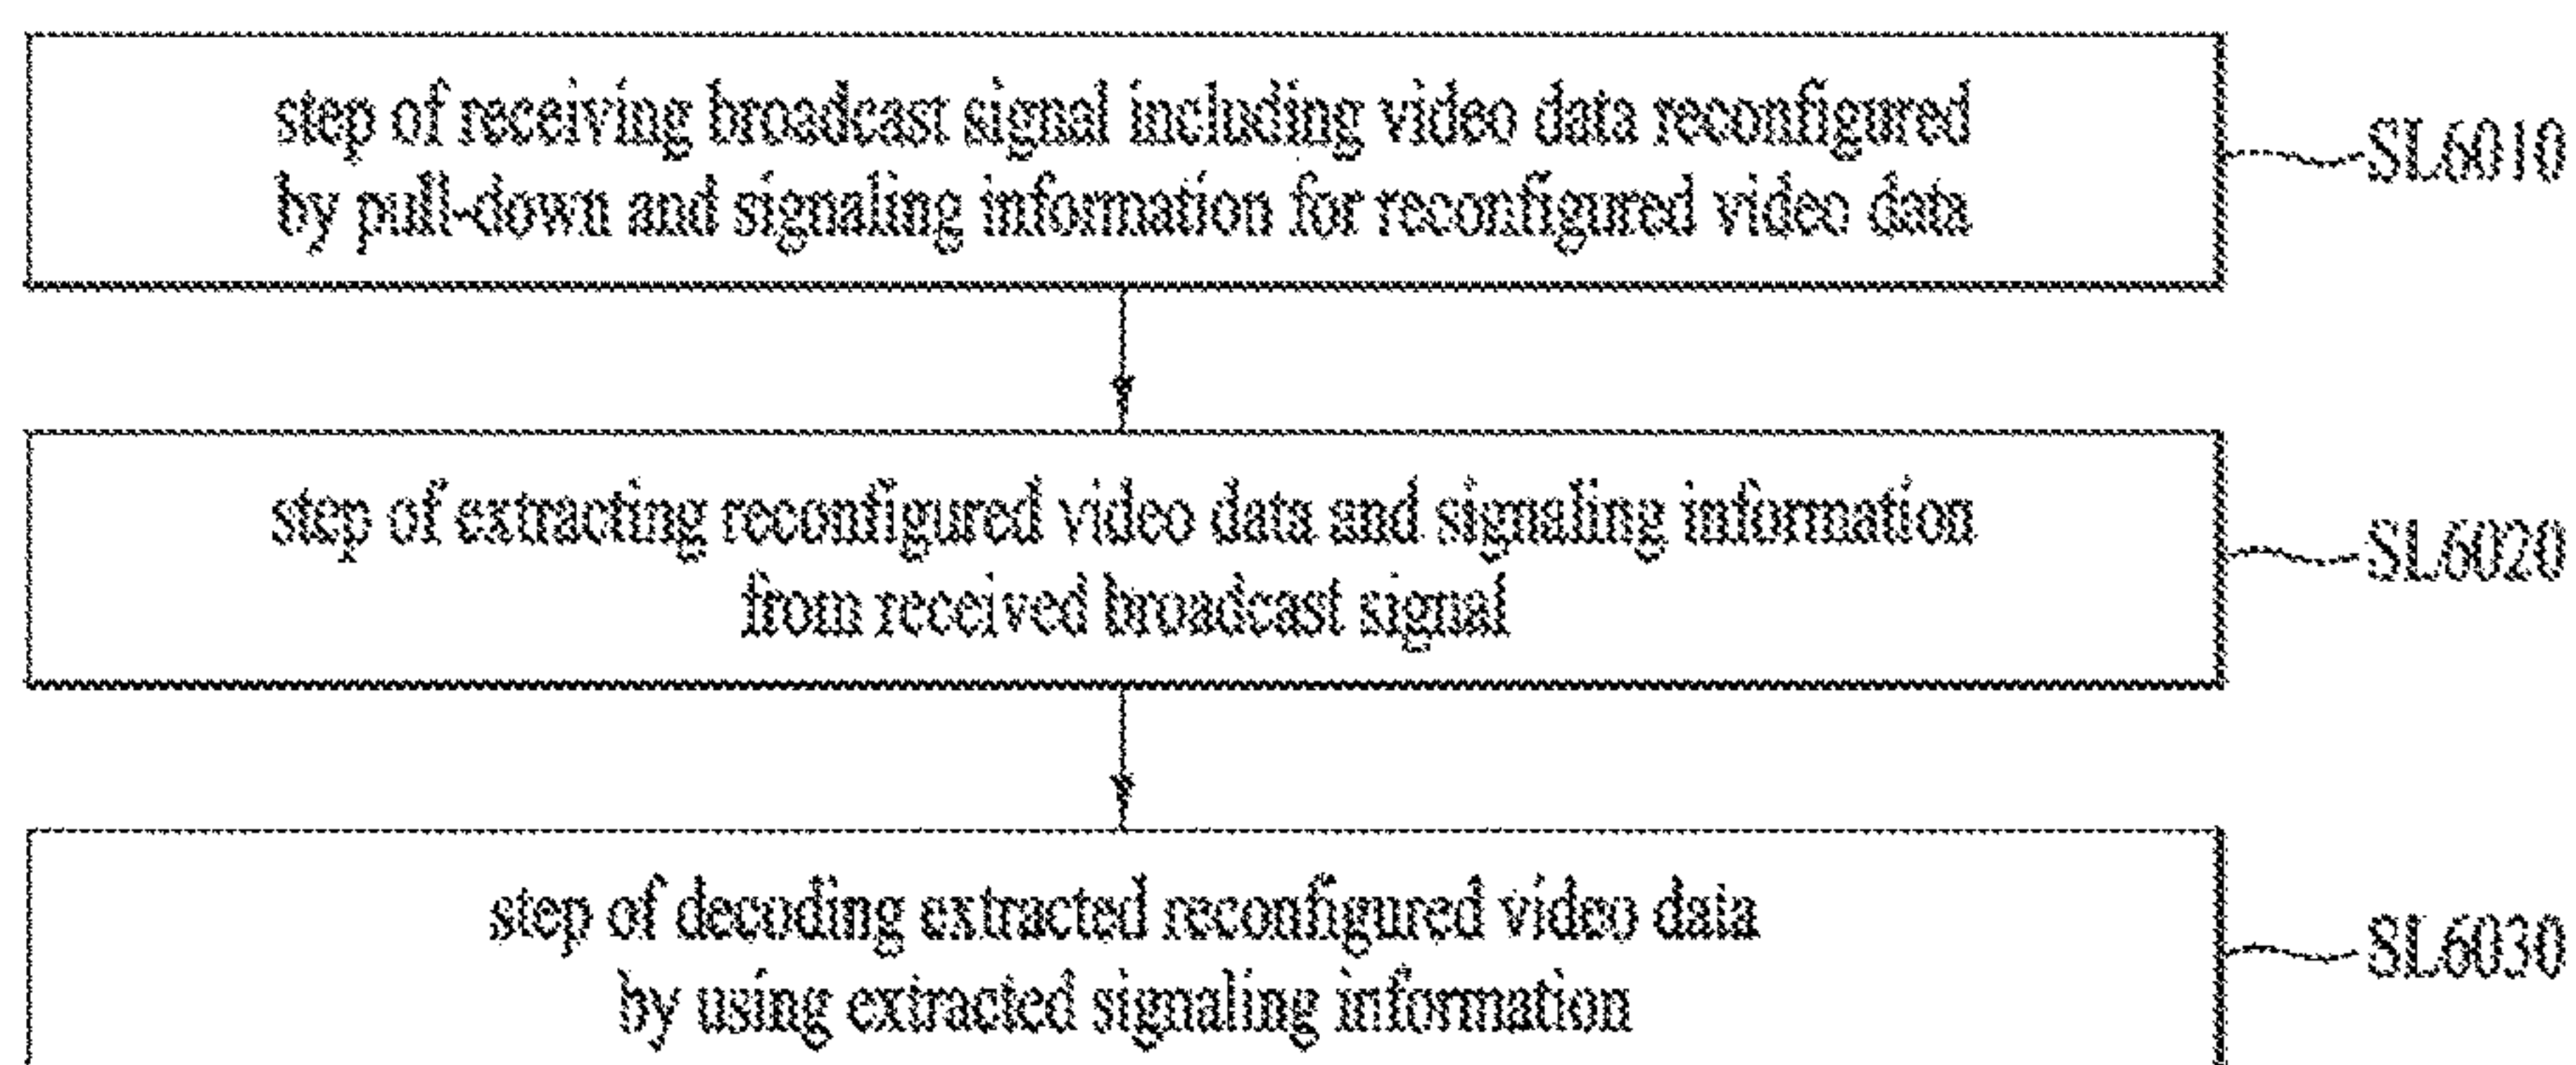 step of receiving broadcast signal including video data reconfigured
by pull-down and signaling information for reconfigured video data
SL6010
step of extracting reconfigured video data and signaling information
from received broadcast signal
SL6020
step of decoding extracted reconfigured video data
by using extracted signaling information
SL6030